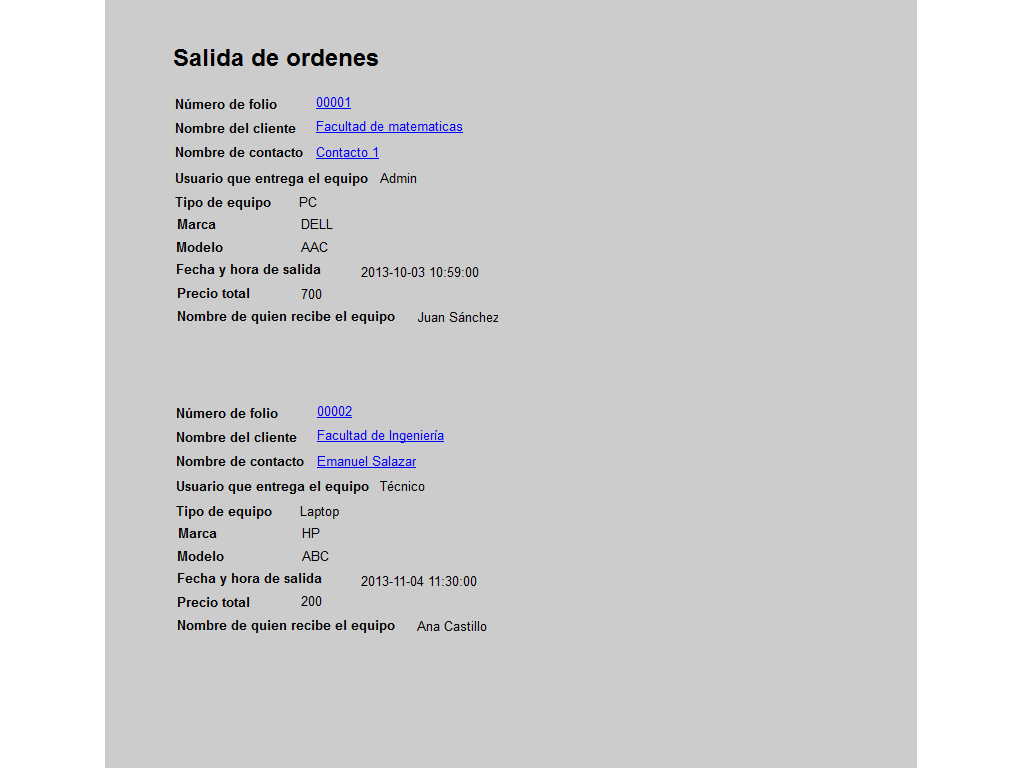 Salida de ordenes
Número de folio 00001
Nombre del cliente Facultad de matematicas
Nombre de contacto Contacto 1
Usuario que entrega el equipo Admin
Tipo de equipo PC
Marca DELL
Modelo AAC
Fecha y hora de salida 2013-10-03 10:59:00
Precio total 700
Nombre de quien recibe el equipo Juan Sánchez
Número de folio 00002
Nombre del cliente Facultad de Ingeniería
Nombre de contacto Emanuel Salazar
Usuario que entrega el equipo Técnico
Tipo de equipo Laptop
Marca HP
Modelo ABC
Fecha y hora de salida 2013-11-04 11:30:00
Precio total 200
Nombre de quien recibe el equipo Ana Castillo